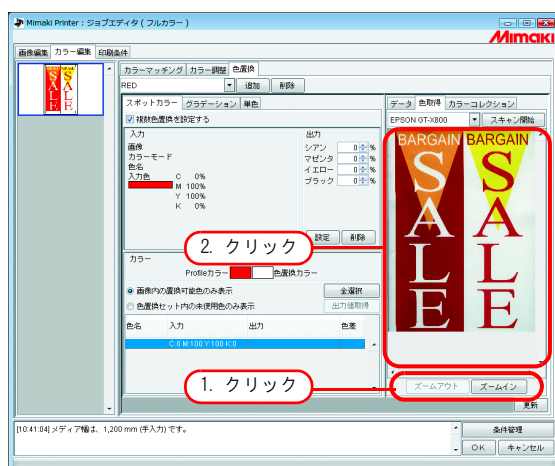 Mimaki Printer : ジョブエディタ ( フルカラー )
Mimaki
画像編集 カラー編集 印刷条件
SALE SALE
カラーマッチング カラー調整 色置換
RED 追加 削除
スポットカラー グラデーション 単色
複数色置換を設定する
入力
画像
カラーモード
色名
入力色 C 0%
M 100%
Y 100%
K 0%
出力
シアン 0 %
マゼンタ 0 %
イエロー 0 %
ブラック 0 %
設定 削除
2. クリック
カラー
Profileカラー 色置換カラー
画像内の置換可能色のみ表示 全選択
色置換セット内の未使用色のみ表示 出力値取得
色名 入力 出力 色差
C:0 M:100 Y:100 K:0
1. クリック
データ 色取得 カラーコレクション
EPSON GT-X800 スキャン開始
BARGAIN BARGAIN
SALE SALE
ズームアウト ズームイン
更新
[10:41:04] メディア幅は、1,200 mm (手入力) です。
条件管理
OK キャンセル